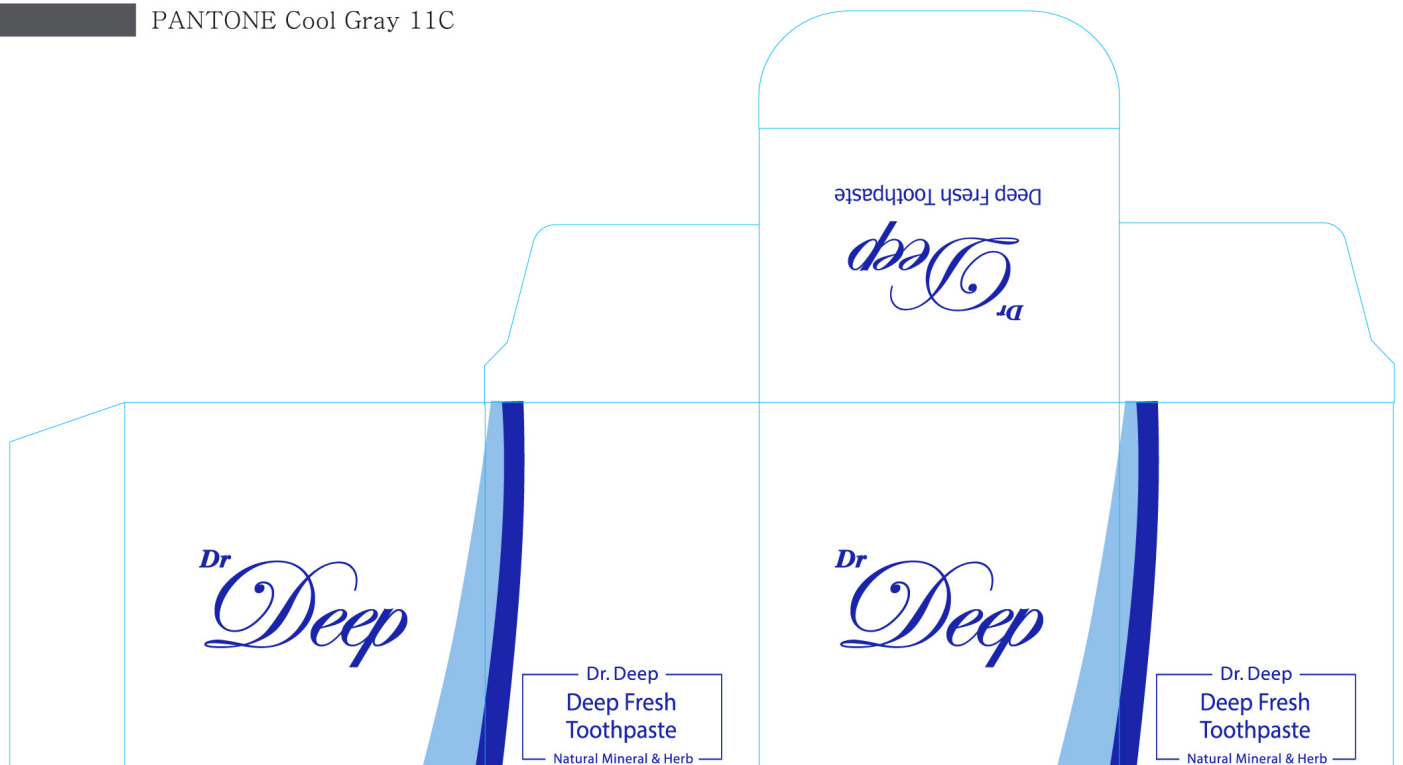 PANTONE Cool Gray 11C
Deep Fresh Toothpaste
Deep
Dr
Dr
Deep
Dr. Deep
Deep Fresh
Toothpaste
Natural Mineral & Herb
Dr
Deep
Dr. Deep
Deep Fresh
Toothpaste
Natural Mineral & Herb